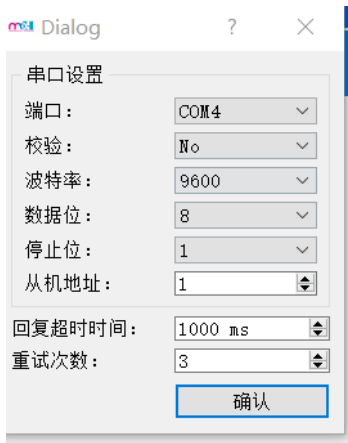 Dialog ?
串口设置
端口： COM4
校验： No
波特率： 9600
数据位： 8
停止位： 1
从机地址： 1
回复超时时间： 1000 ms
重试次数： 3
确认